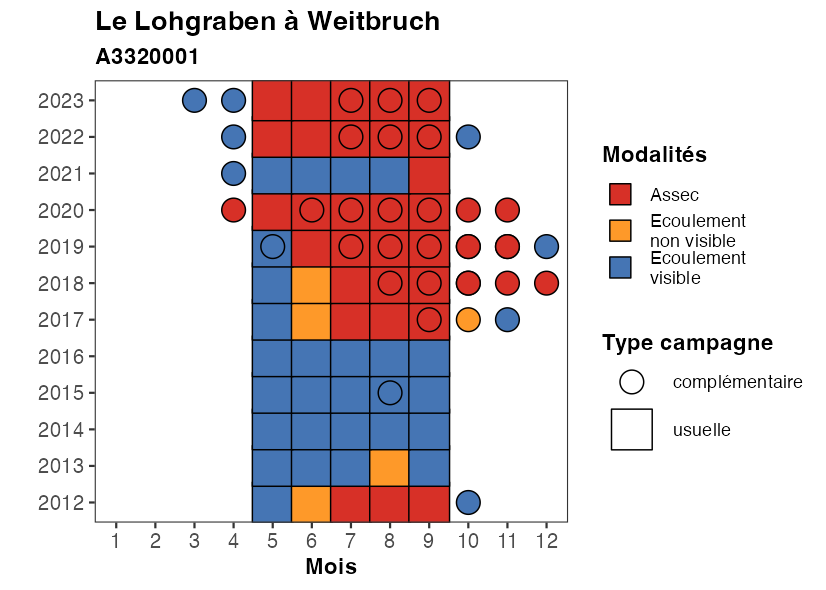 Le Lohgraben à Weitbruch
A3320001
2023
2022
2021
2020
2019
2018
2017
2016
2015
2014
2013
2012
1 2 3 4 5 6 7 8 9 10 11 12
Mois
Modalités
Assec
Ecoulement
non visible
Ecoulement
visible
Type campagne
complémentaire
usuelle